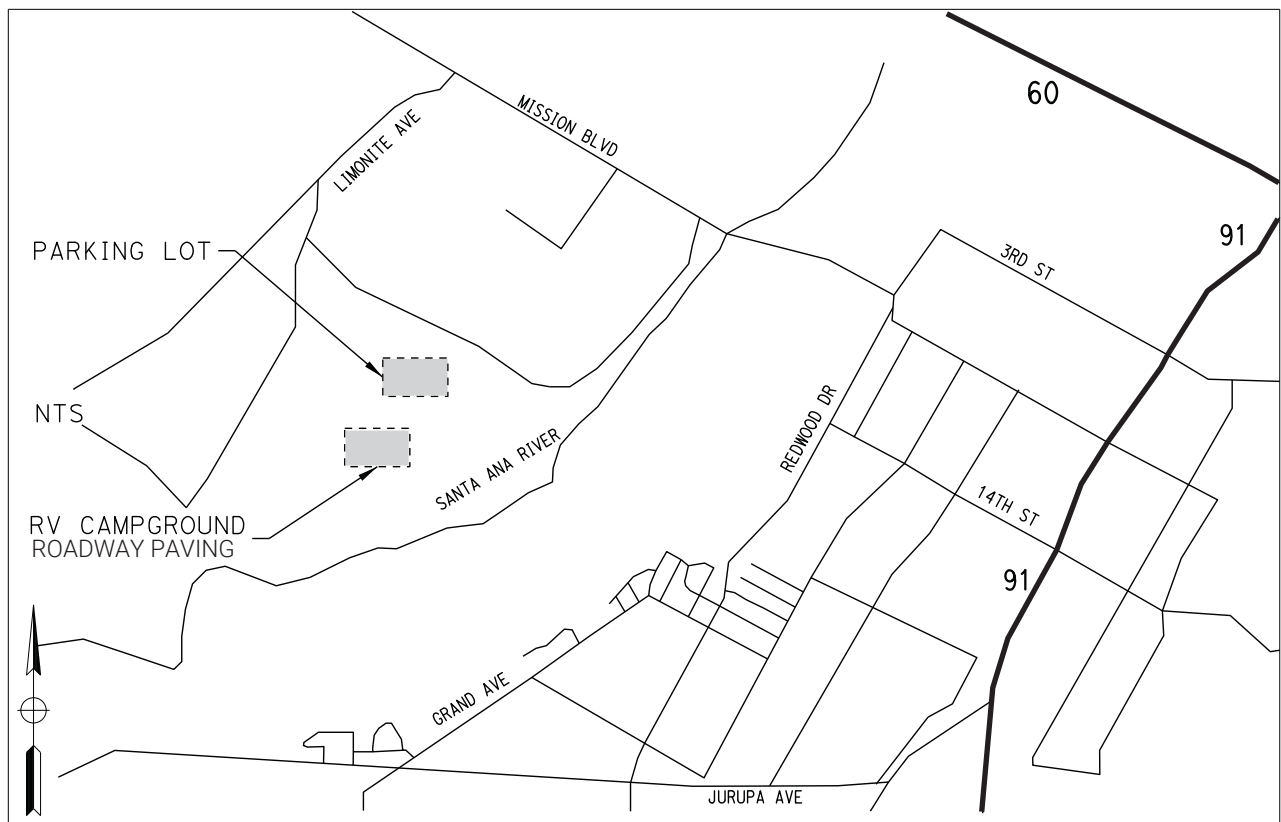 60
MISSION BLVD
LIMONITE AVE
91
PARKING LOT
3RD ST
NTS
REDWOOD DR
SANTA ANA RIVER
14TH ST
RV CAMPGROUND
ROADWAY PAVING
91
GRAND AVE
JURUPA AVE